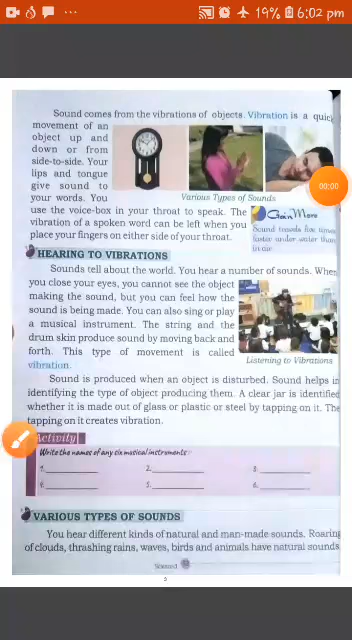 19% 6:02 pm
Sound comes from the vibrations of objects. Vibration is a quick
movement of an
object up and
down or from
side-to-side. Your
lips and tongue
give sound to
your words. You
Various Types of Sounds
use the voice-box in your throat to speak. The
vibration of a spoken word can be left when you
place your fingers on either side of your throat.
00:00
Gain More
Sound travels five times
faster under water than
in air.
HEARING TO VIBRATIONS
Sounds tell about the world. You hear a number of sounds. When
you close your eyes, you cannot see the object
making the sound, but you can feel how the
sound is being made. You can also sing or play
a musical instrument. The string and the
drum skin produce sound by moving back and
forth. This type of movement is called
vibration.
Listening to Vibrations
Sound is produced when an object is disturbed. Sound helps in
identifying the type of object producing them. A clear jar is identified
whether it is made out of glass or plastic or steel by tapping on it. The
tapping on it creates vibration.
Activity
Write the names of any six musical instruments :
1. 2. 3.
4. 5. 6.
VARIOUS TYPES OF SOUNDS
You hear different kinds of natural and man-made sounds. Roaring
of clouds, thrashing rains, waves, birds and animals have natural sounds